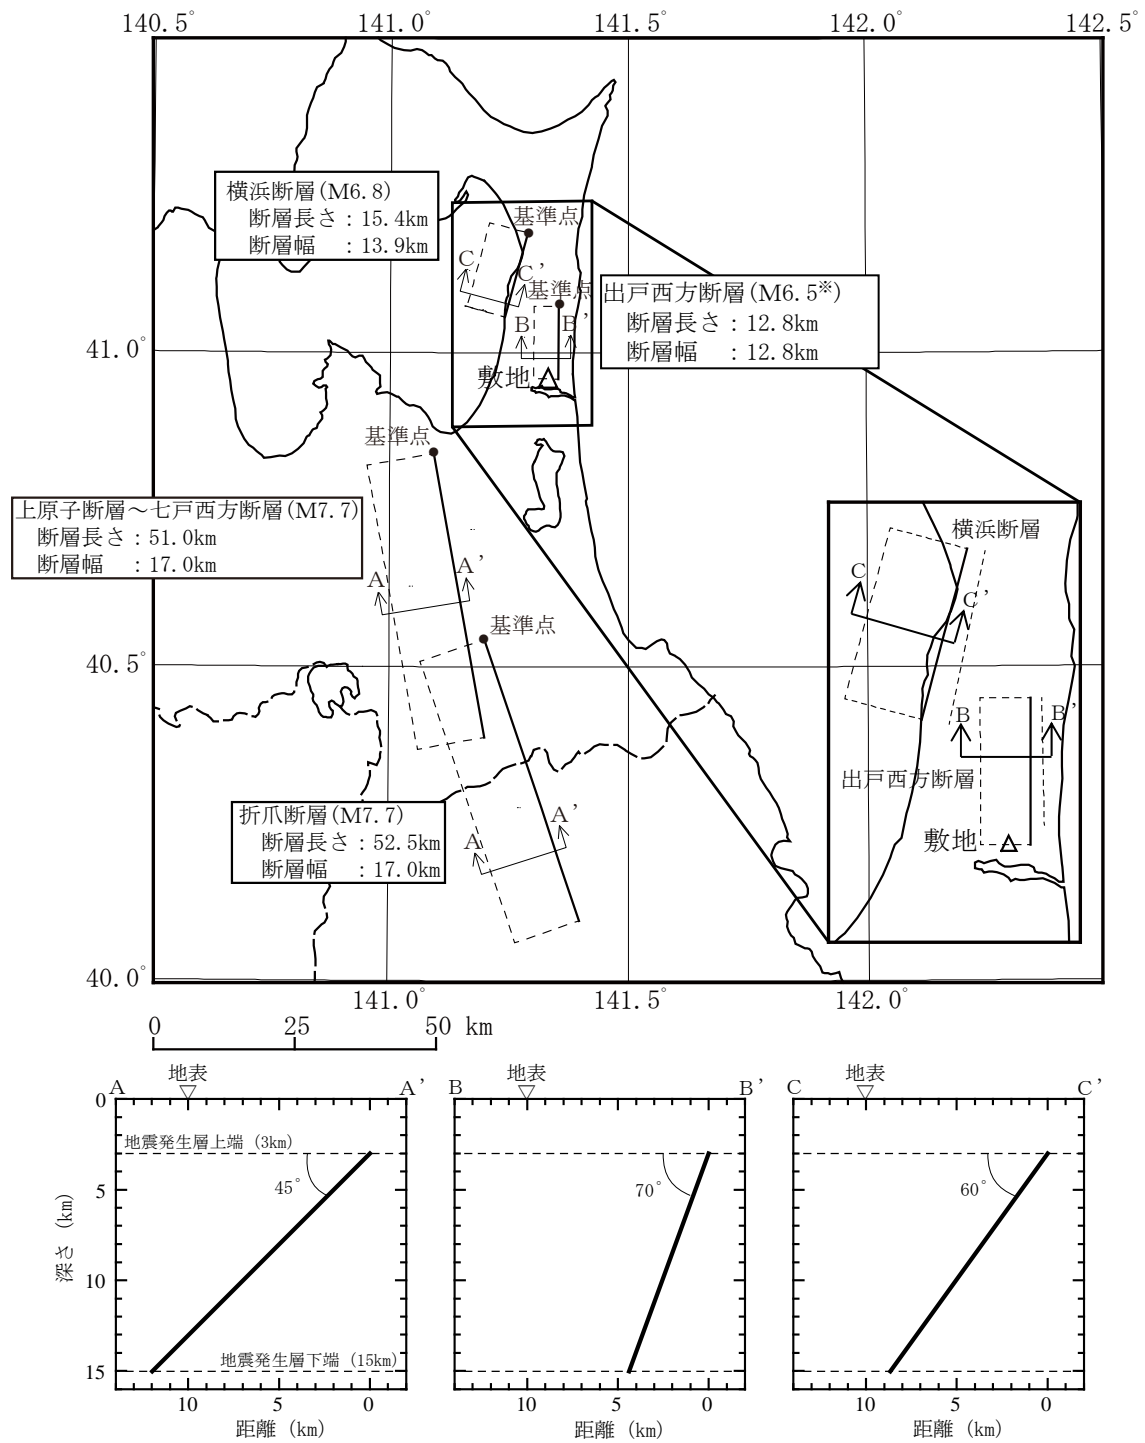 140.5° 141.0° 141.5° 142.0° 142.5°
横浜断層(M6.8)
断層長さ：15.4km
断層幅　：13.9km
基準点
C C'
基準点
B B'
出戸西方断層(M6.5※)
断層長さ：12.8km
断層幅　：12.8km
41.0°
敷地
基準点
上原子断層～七戸西方断層(M7.7)
断層長さ：51.0km
断層幅　：17.0km
横浜断層
A A'
C C'
基準点
40.5°
B B'
出戸西方断層
折爪断層(M7.7)
断層長さ：52.5km
断層幅　：17.0km
A A'
敷地
40.0°
141.0° 141.5° 142.0°
0 25 50 km
A 地表 A' B 地表 B' C 地表 C'
0
地震発生層上端 (3km)
45° 70° 60°
5
深さ (km)
10
地震発生層下端 (15km)
15
10 5 0 10 5 0 10 5 0
距離 (km) 距離 (km) 距離 (km)